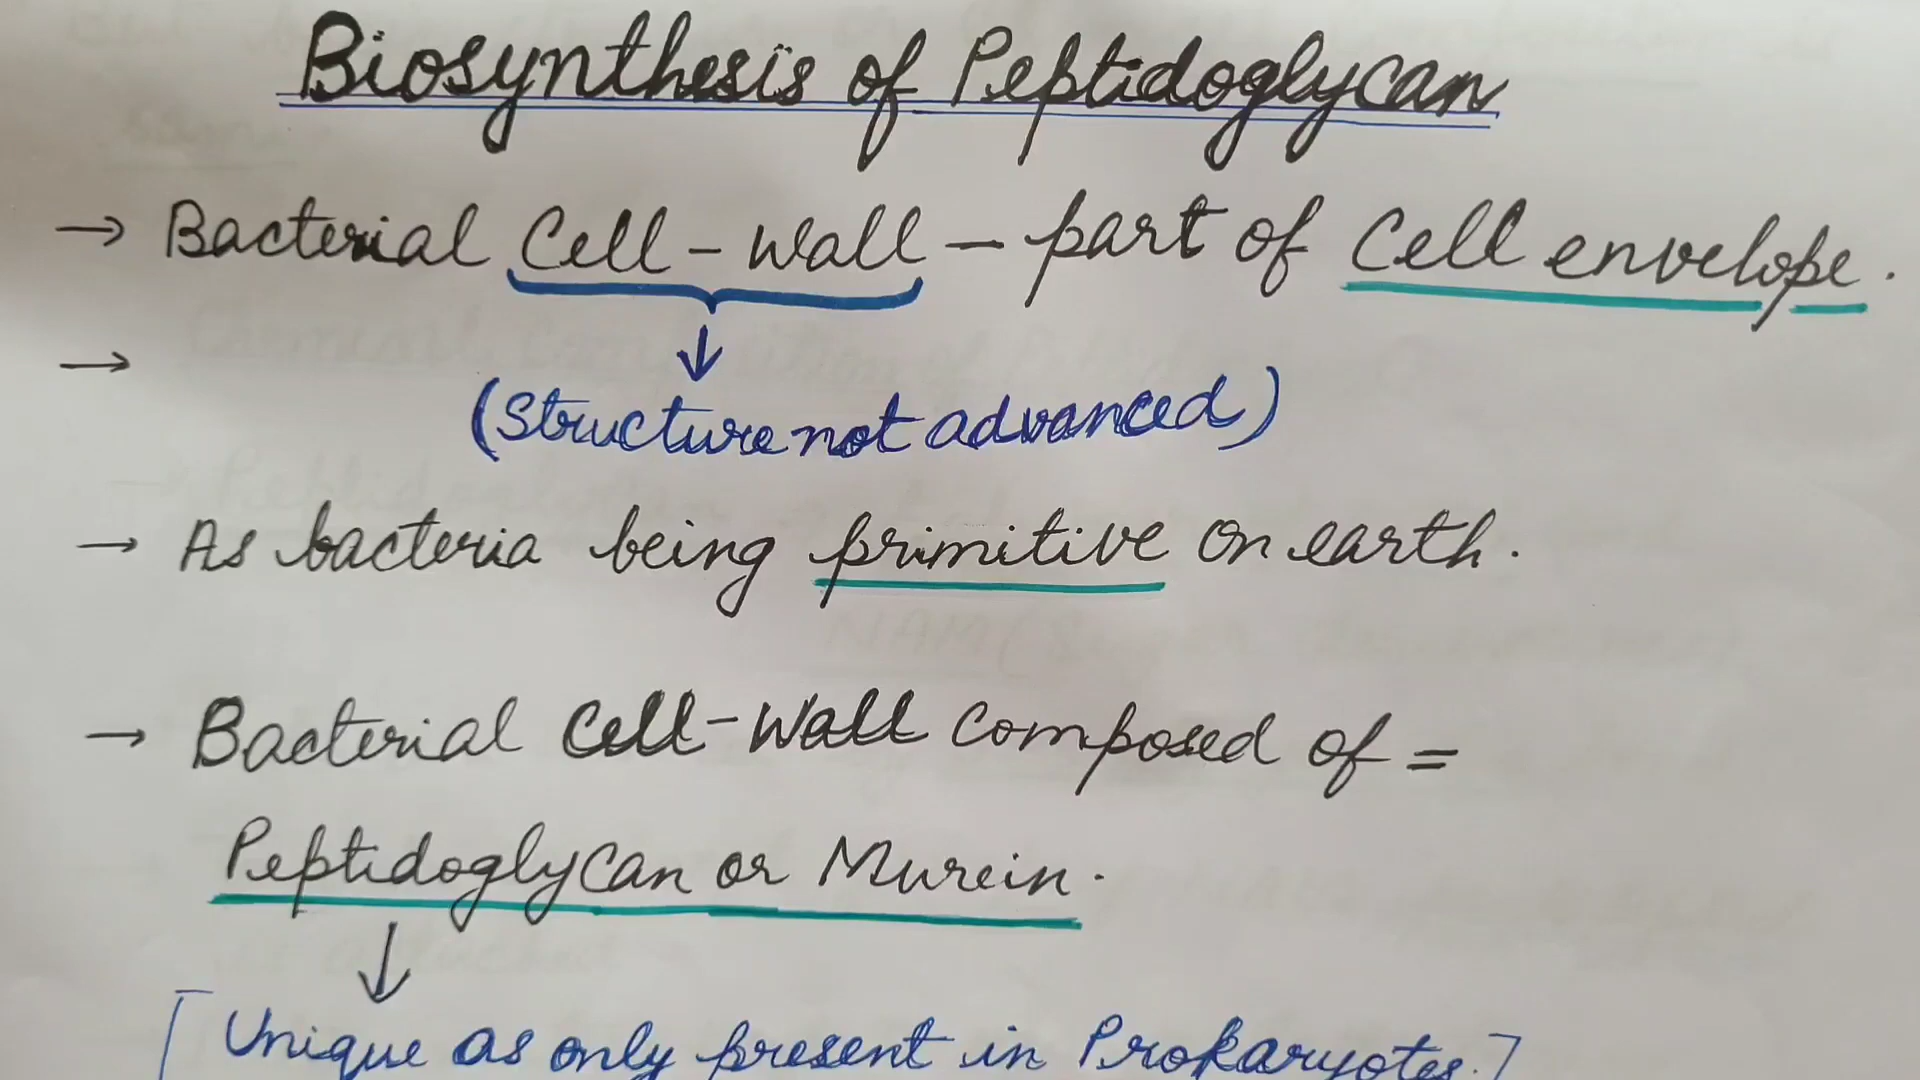 Biosynthesis of Peptidoglycan
→ Bacterial Cell-Wall – part of Cell envelope.
→
↓
(Structure not advanced)
→ As bacteria being primitive on earth.
→ Bacterial Cell-Wall Composed of =
Peptidoglycan or Murein.
↓
[Unique as only present in Prokaryotes.]